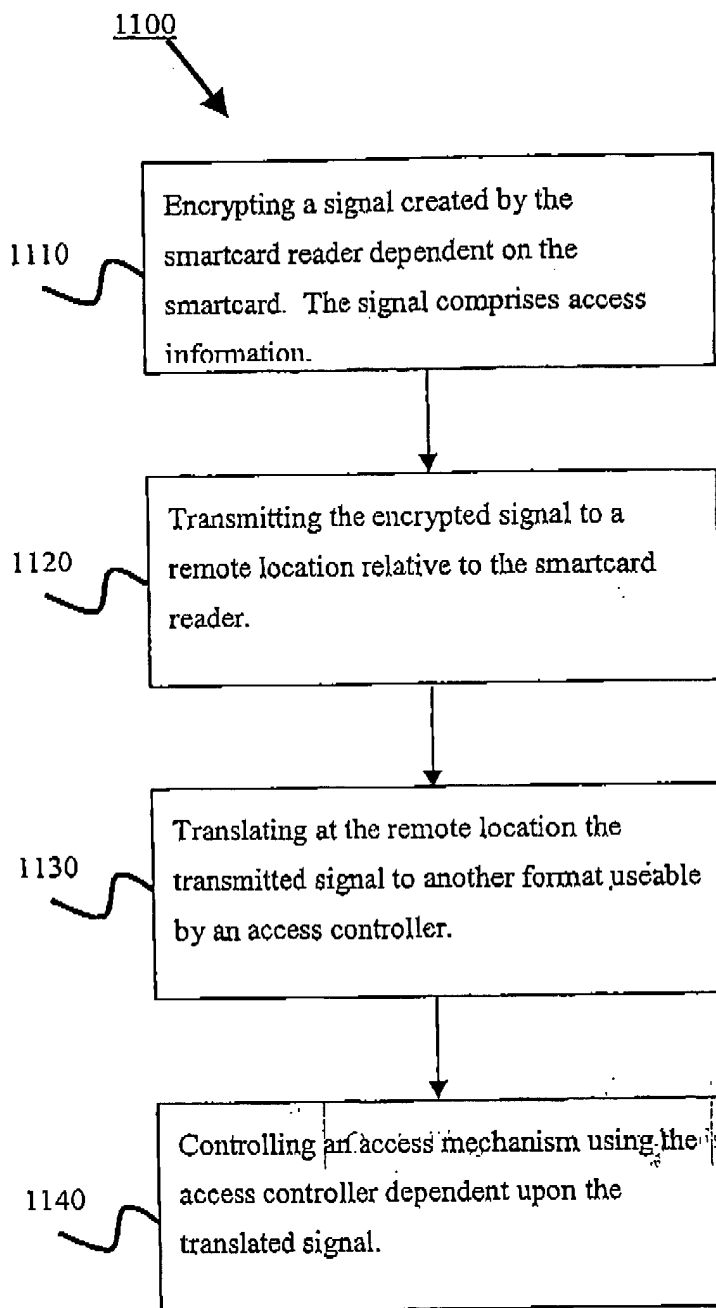 1100
1110
Encrypting a signal created by the
smartcard reader dependent on the
smartcard. The signal comprises access
information.
1120
Transmitting the encrypted signal to a
remote location relative to the smartcard
reader.
1130
Translating at the remote location the
transmitted signal to another format useable
by an access controller.
1140
Controlling an access mechanism using the
access controller dependent upon the
translated signal.